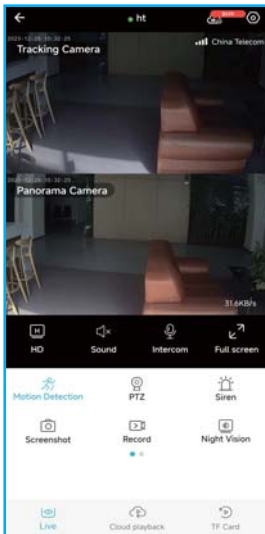 ht
2023-12-26 15:32:25
Tracking Camera
China Telecom
2023-12-26 15:32:25
Panorama Camera
31.6KB/s
H
HD
Sound
Intercom
Full screen
Motion Detection
PTZ
Siren
Screenshot
Record
Night Vision
Live
Cloud playback
TF Card